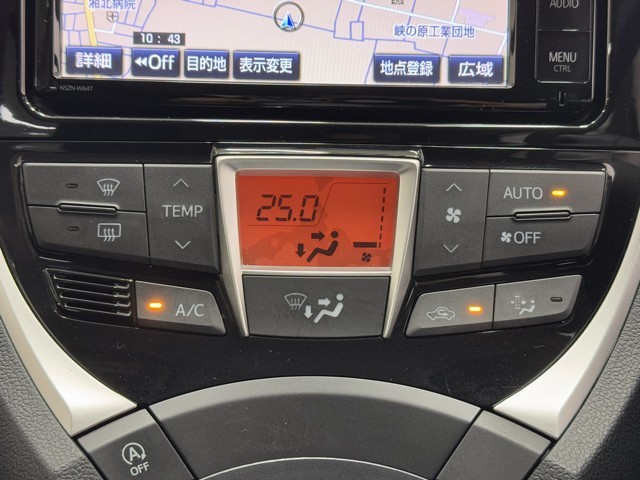 湘北病院
AUDIO
10:43
峡の原工業団地
MENU
CTRL
詳細
◀◀Off
目的地
表示変更
地点登録
広域
NSZN-W64T
TEMP
25.0
AUTO
OFF
A/C
A
OFF